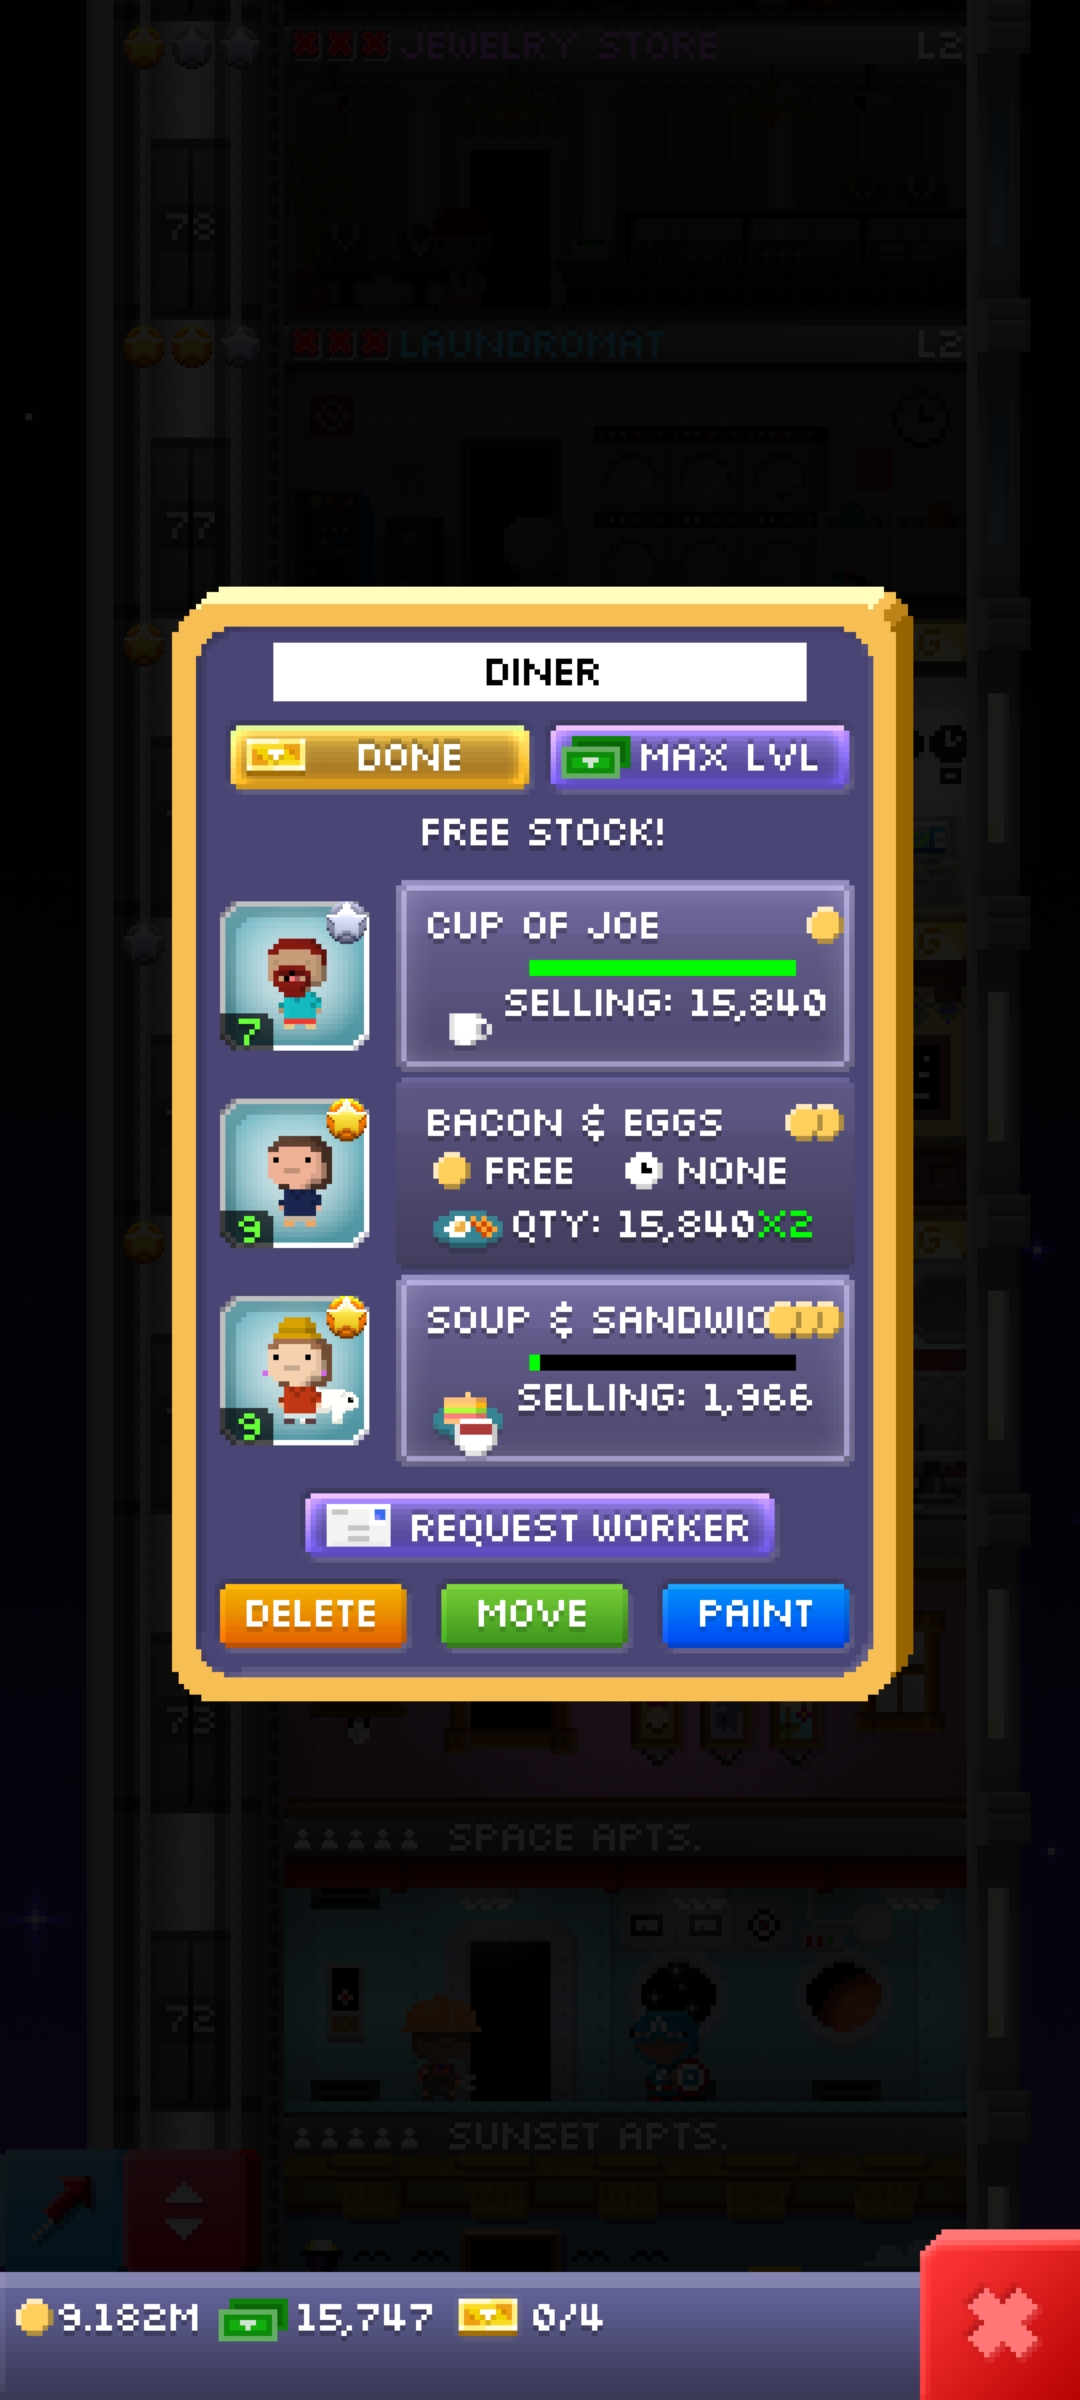 JEWELRY STORE L2
78
LAUNDROMAT L2
77
DINER
DONE MAX LVL
FREE STOCK!
CUP OF JOE
SELLING: 15,840
7
BACON & EGGS
FREE NONE
QTY: 15,840X2
9
SOUP & SANDWIC
SELLING: 1,966
9
REQUEST WORKER
DELETE MOVE PAINT
73
SPACE APTS.
72
SUNSET APTS.
9.182M 15,747 0/4